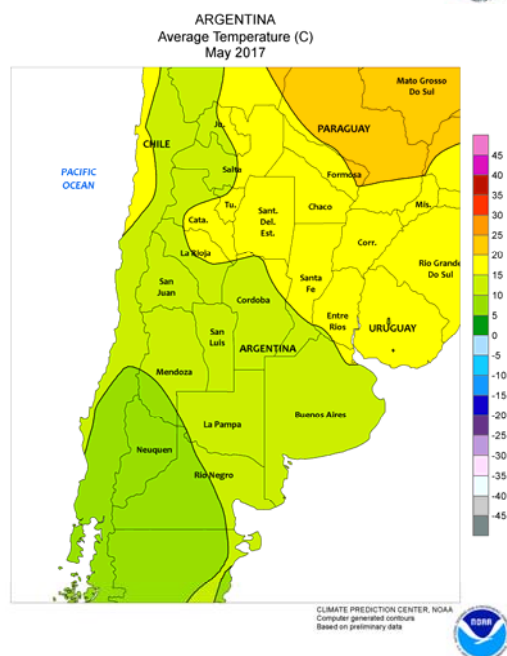 ARGENTINA
Average Temperature (C)
May 2017
Mato Grosso
Do Sul
PARAGUAY
Ju.
CHILE
PACIFIC
OCEAN
Salta
Formosa
Tu.
Cata.
Sant.
Del.
Est.
Chaco
Mis.
Corr.
La Rioja
Rio Grande
Do Sul
San
Juan
Santa
Fe
Cordoba
Entre
Rios
URUGUAY
San
Luis
ARGENTINA
Mendoza
La Pampa
Buenos Aires
Neuquen
Rio Negro
45
40
35
30
25
20
15
10
5
0
-5
-10
-15
-20
-25
-30
-35
-40
-45
CLIMATE PREDICTION CENTER, NOAA
Computer generated contours
Based on preliminary data
NOAA